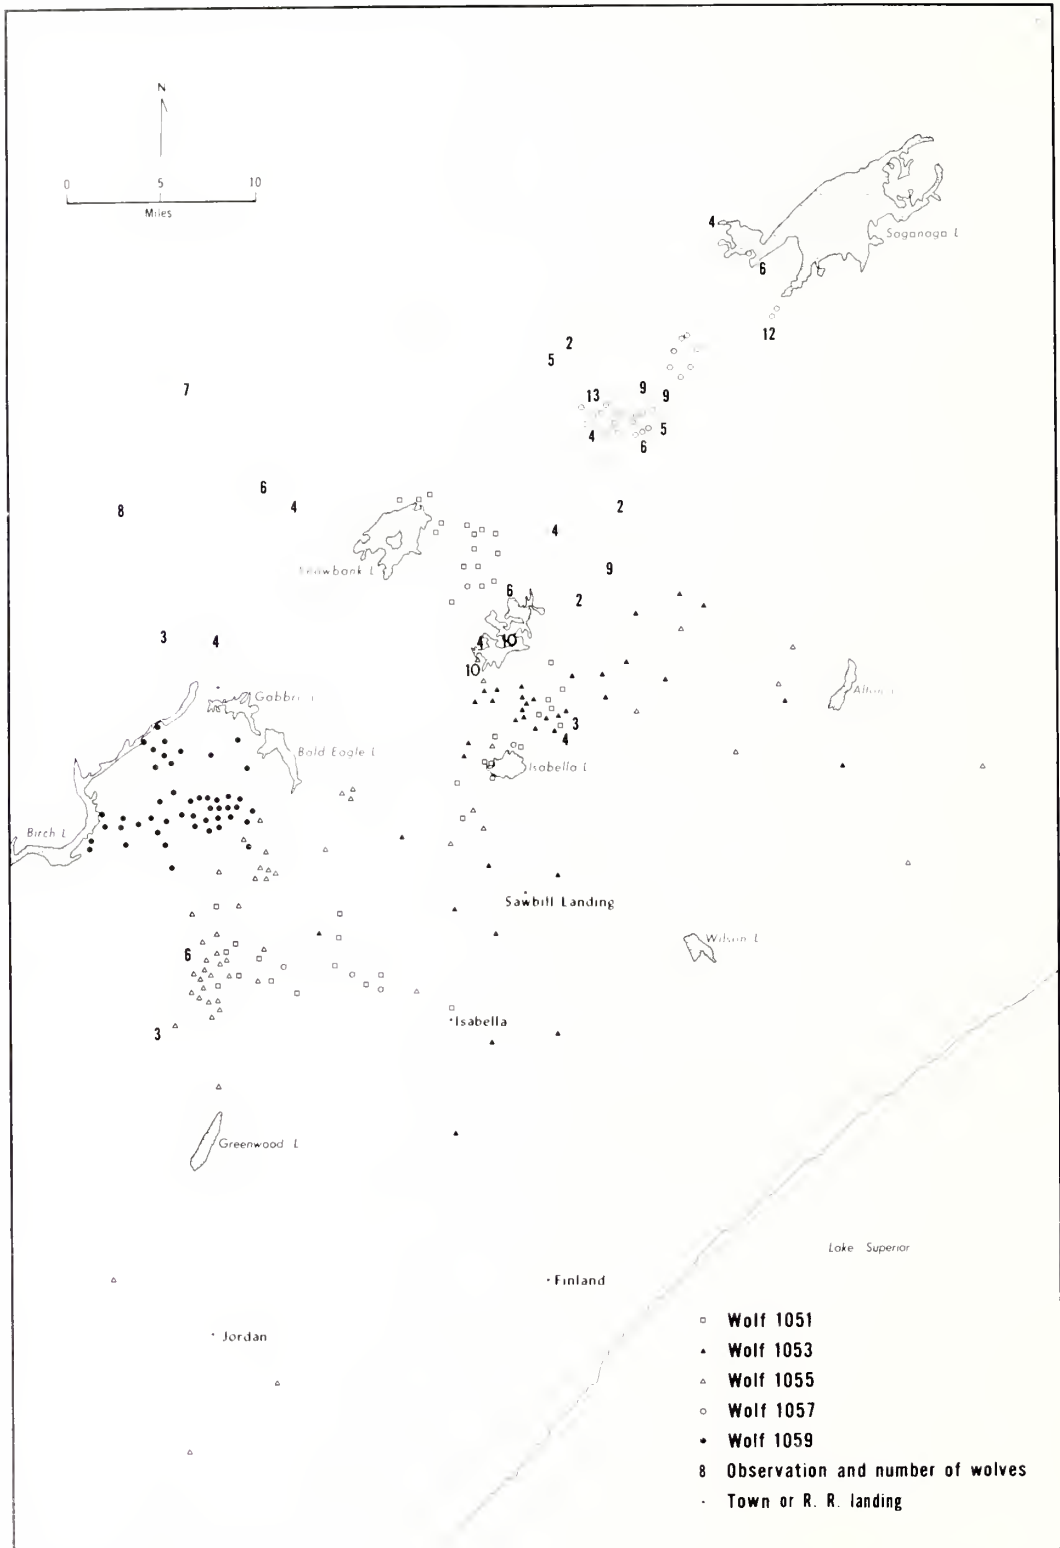 N
0 5 10
Miles
4
Saganaga L
6
12
2
5
7
13 9 9
4 5
6
6
4
2
8
4
9
6
2
3 4
4 10
10
Bald Eagle L
3
4
Isabella L
Birch L
Sawbill Landing
Wilson L
6
Isabella
3
Greenwood L
Lake Superior
Finland
Jordan
Wolf 1051
Wolf 1053
Wolf 1055
Wolf 1057
Wolf 1059
8 Observation and number of wolves
Town or R. R. landing